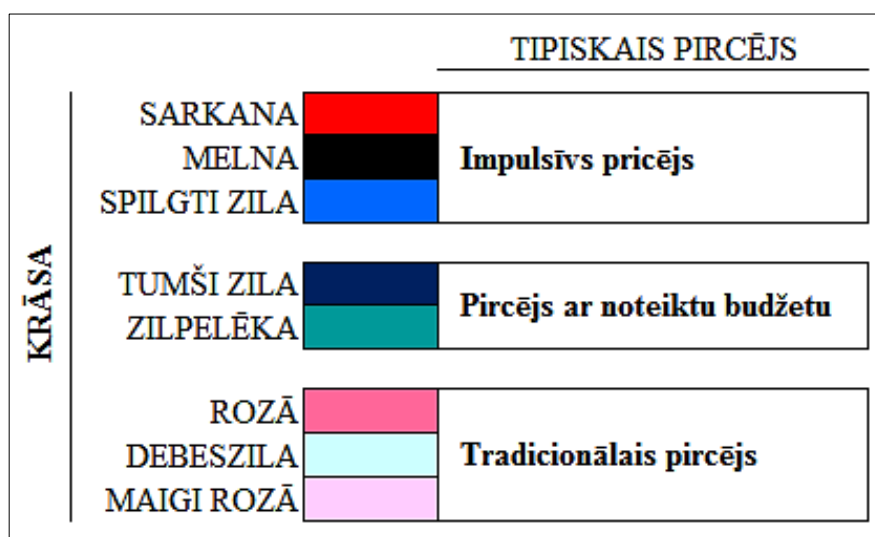 TIPISKAIS PIRCĒJS
KRĀSA
SARKANA
MELNA
SPILGTI ZILA
Impulsīvs pricējs
TUMŠI ZILA
ZILPELĒKA
Pircējs ar noteiktu budžetu
ROZĀ
DEBESZILA
MAIGI ROZĀ
Tradicionālais pircējs